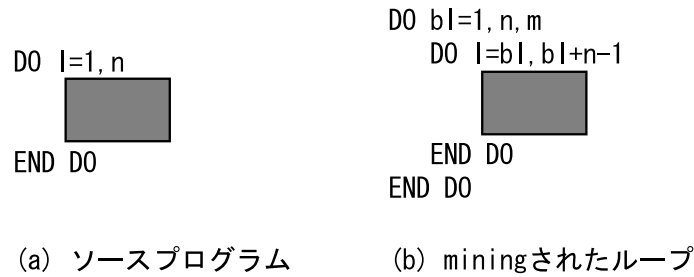 DO I=1,n
END DO
(a) ソースプログラム
DO bI=1,n,m
DO I=bI,bI+n-1
END DO
END DO
(b) miningされたループ